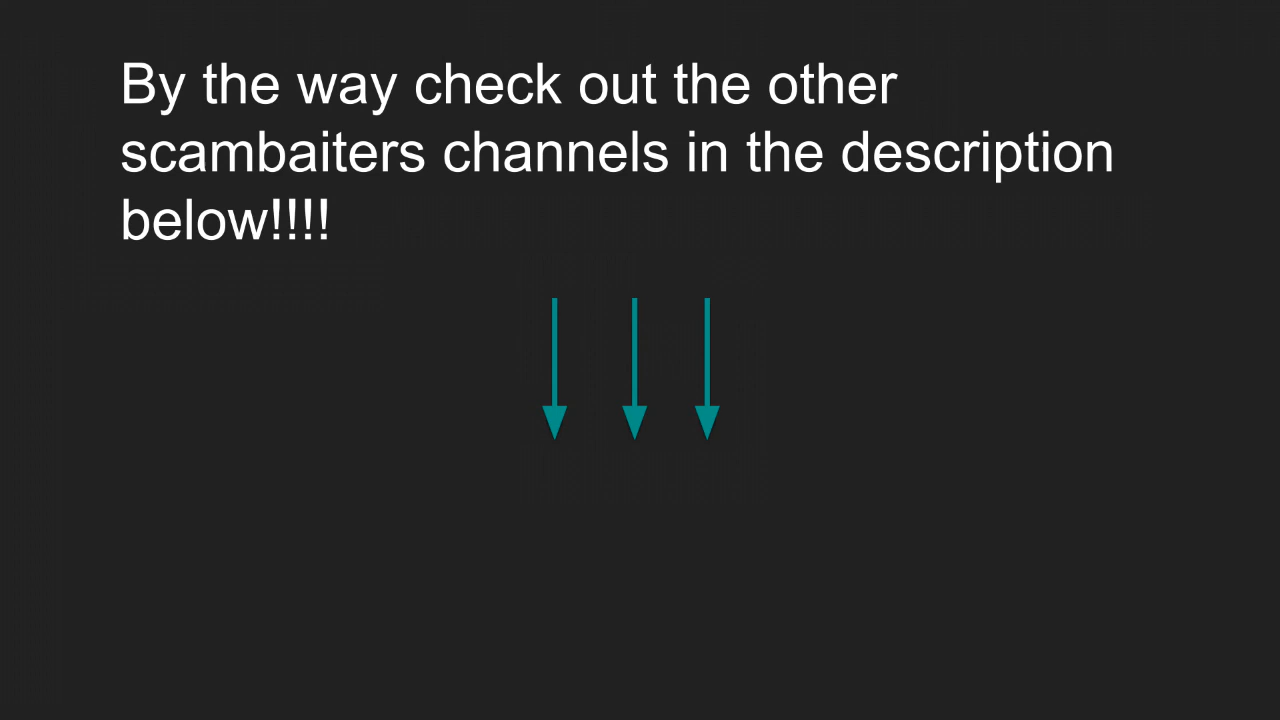 By the way check out the other
scambaiters channels in the description
below!!!!